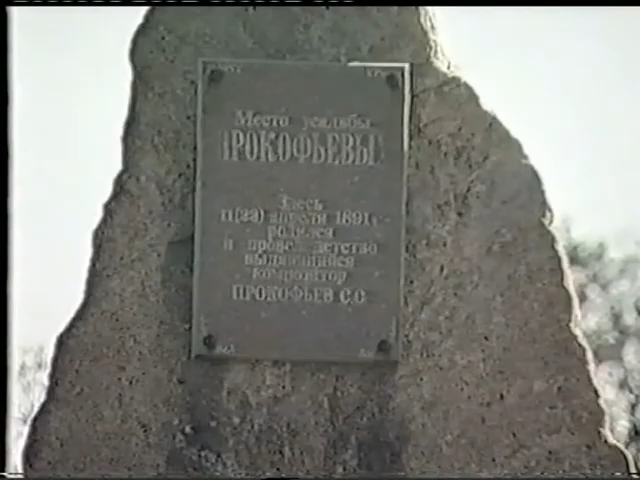 Место усадьбы
ПРОКОФЬЕВЫХ
Здесь
11(23) апреля 1891 г.
родился
и провел детство
выдающийся
композитор
ПРОКОФЬЕВ С.С.